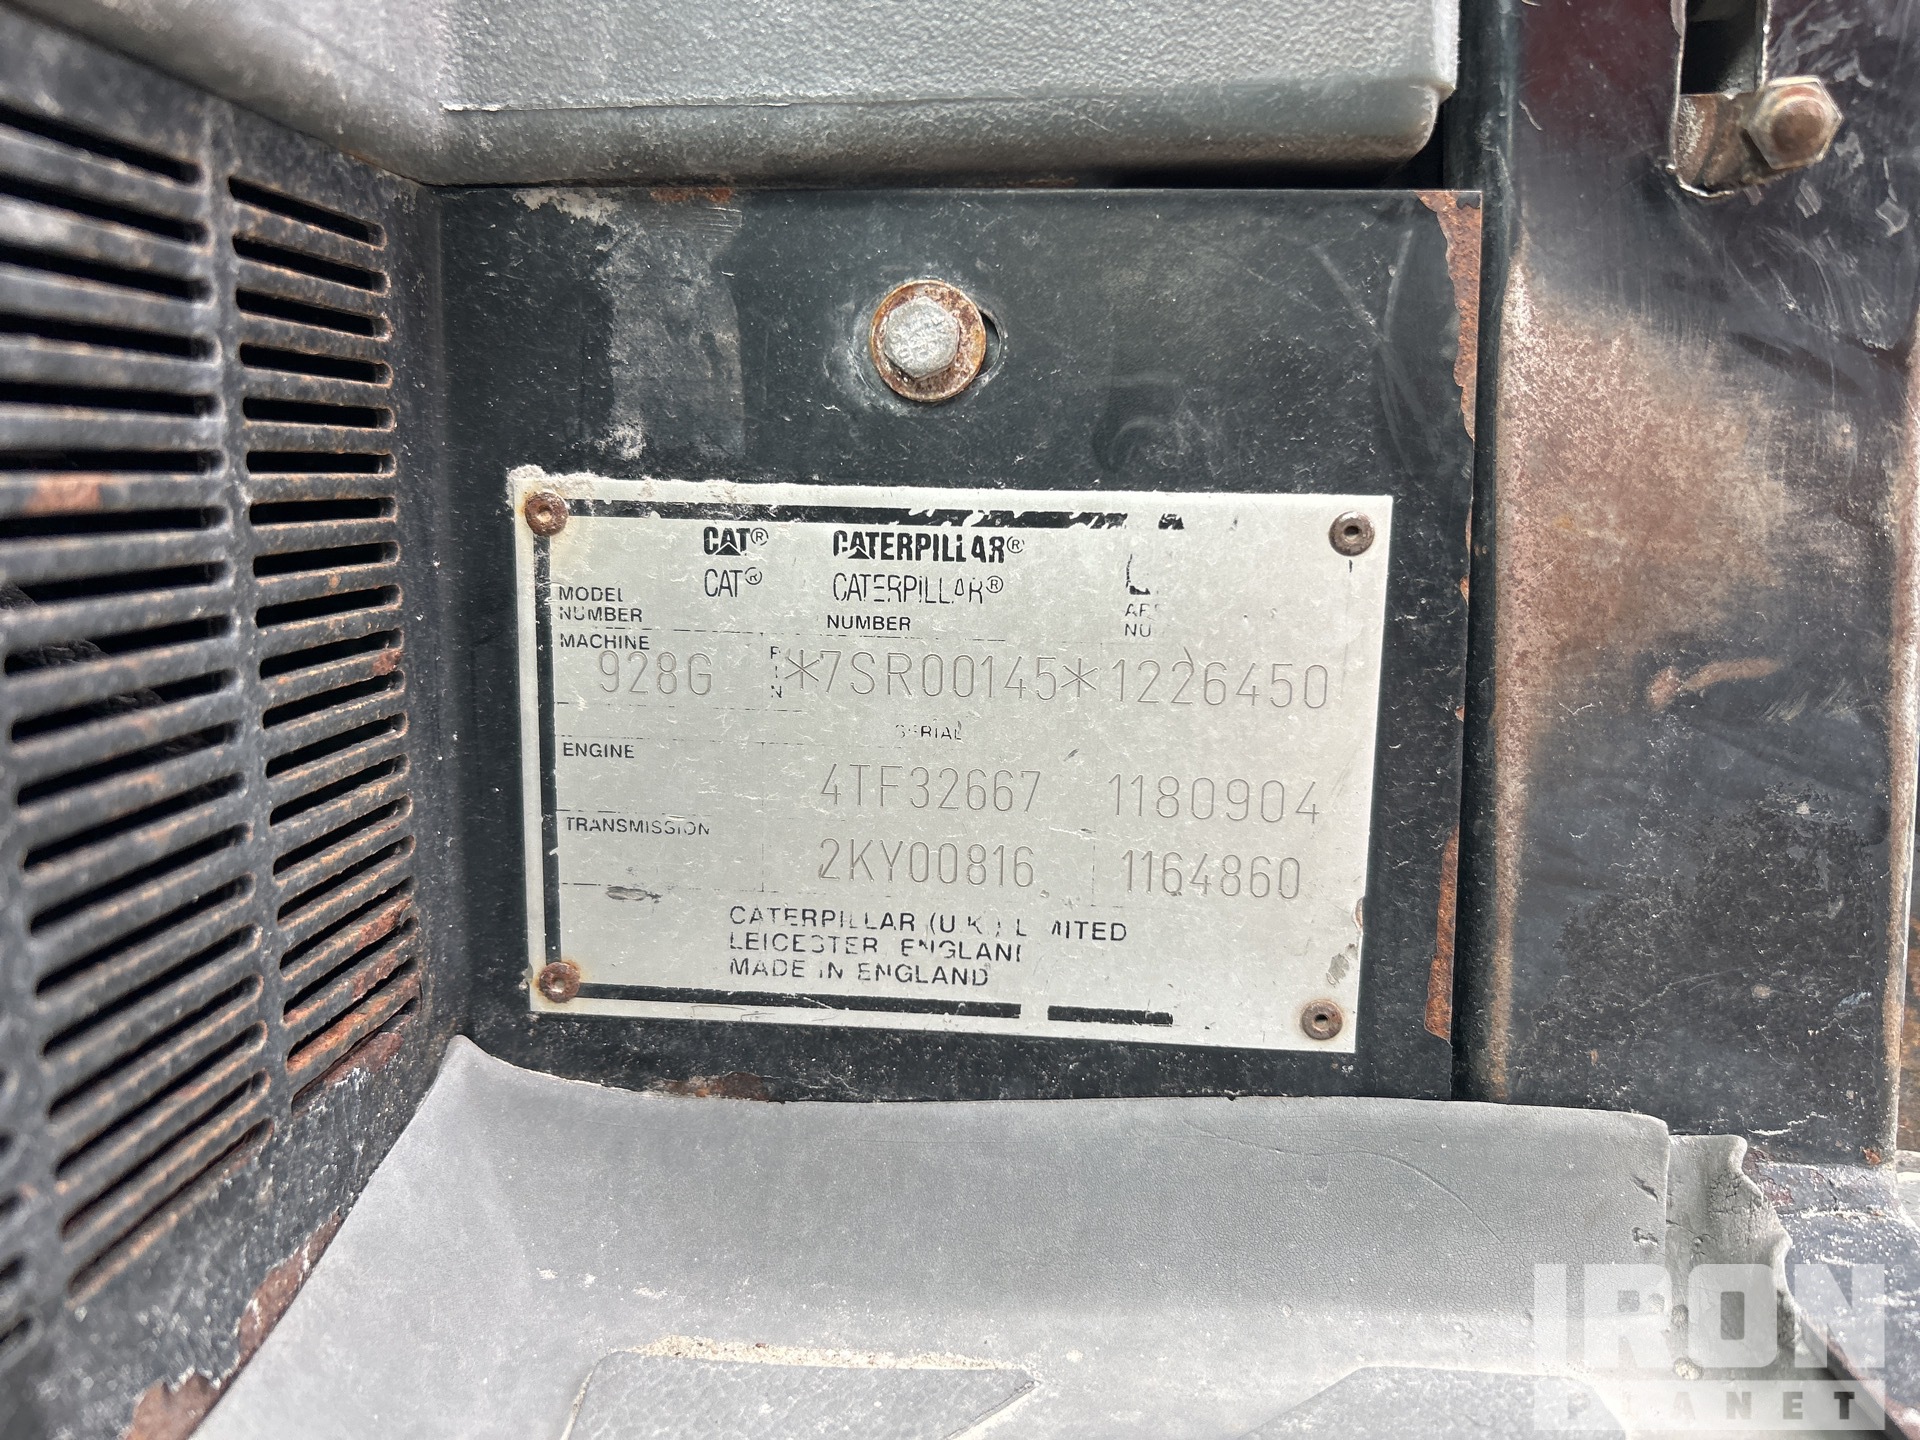 CAT® CATERPILLAR®
CAT® CATERPILLAR®
MODEL
NUMBER NUMBER
MACHINE 928G PIN *7SR00145* 1226450
SERIAL
ENGINE 4TF32667 1180904
TRANSMISSION 2KY00816 1164860
CATERPILLAR (U.K.) LIMITED
LEICESTER ENGLAND
MADE IN ENGLAND
IRON
PLANET